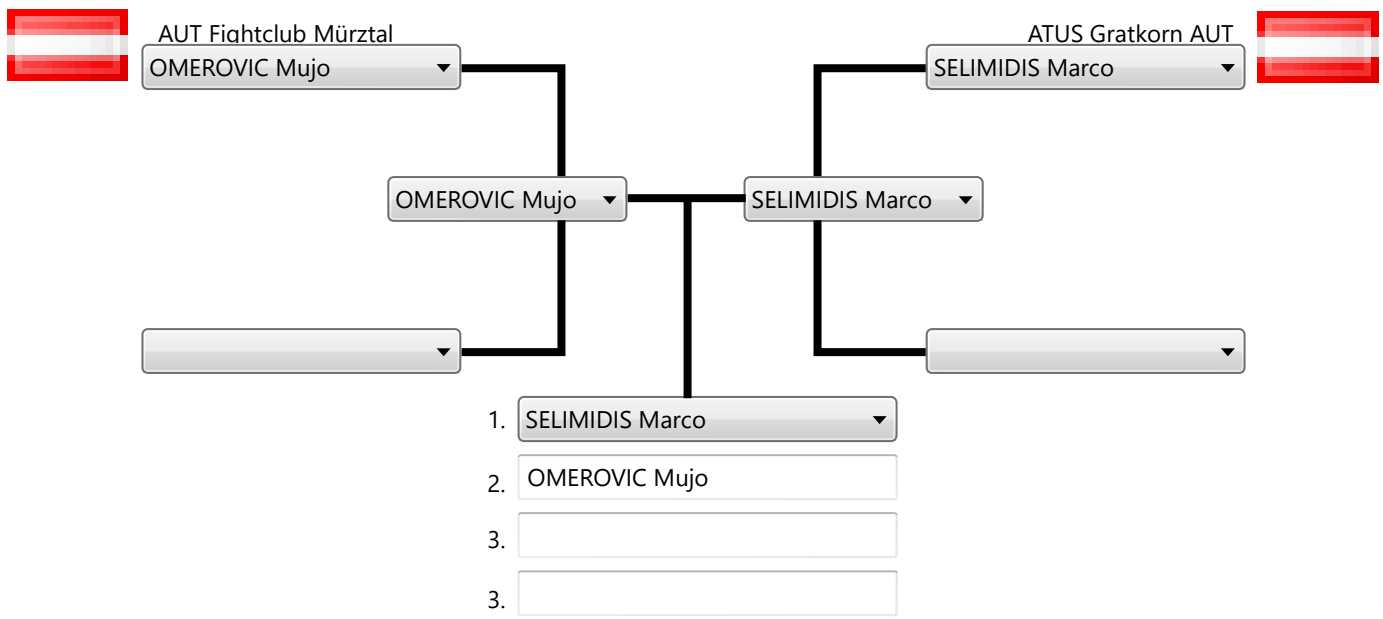 AUT Fightclub Mürztal
ATUS Gratkorn AUT
OMEROVIC Mujo
SELIMIDIS Marco
OMEROVIC Mujo
SELIMIDIS Marco
1. SELIMIDIS Marco
2. OMEROVIC Mujo
3.
3.